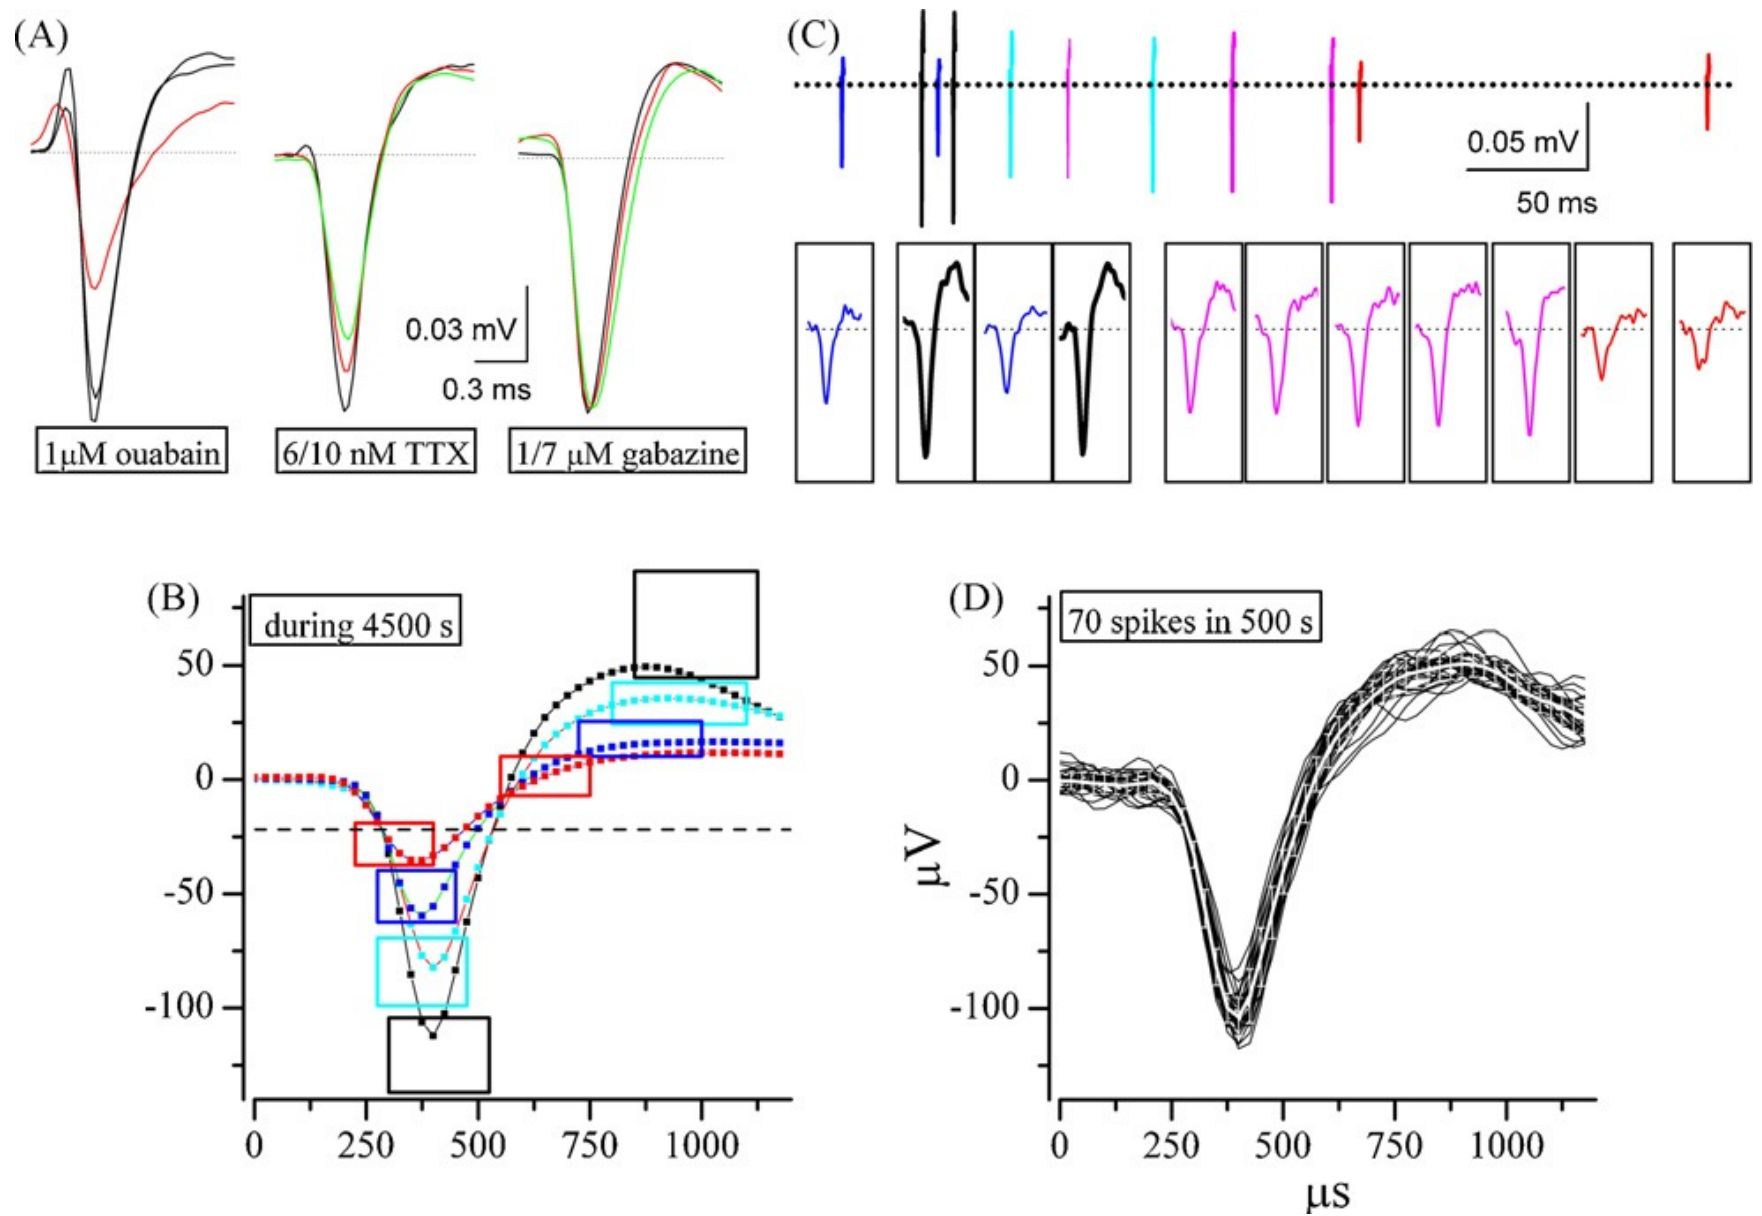 (A)
1μM ouabain
6/10 nM TTX
1/7 μM gabazine
0.03 mV
0.3 ms
(C)
0.05 mV
50 ms
(B)
during 4500 s
50
0
-50
-100
0 250 500 750 1000
(D)
70 spikes in 500 s
μV
50
0
-50
-100
0 250 500 750 1000
μs